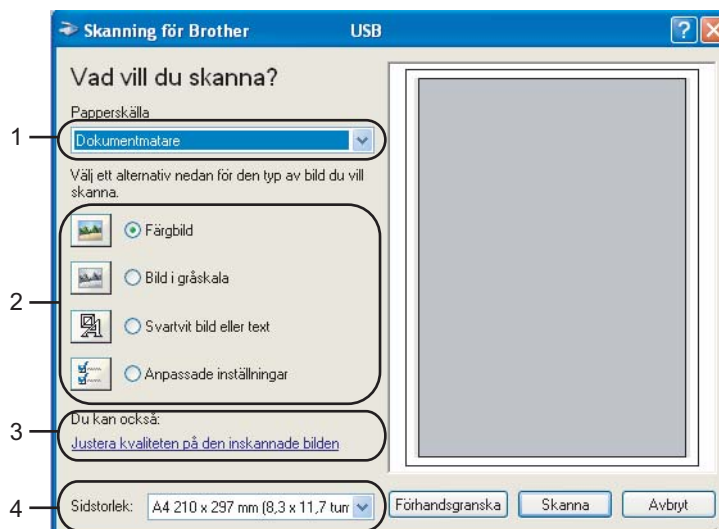 Skanning för Brother USB
Vad vill du skanna?
Papperskälla
1
Dokumentmatare
Välj ett alternativ nedan för den typ av bild du vill
skanna.
2
Färgbild
Bild i gråskala
Svartvit bild eller text
Anpassade inställningar
3
Du kan också:
Justera kvaliteten på den inskannade bilden
4
Sidstorlek: A4 210 x 297 mm (8,3 x 11,7 tum
Förhandsgranska Skanna Avbryt